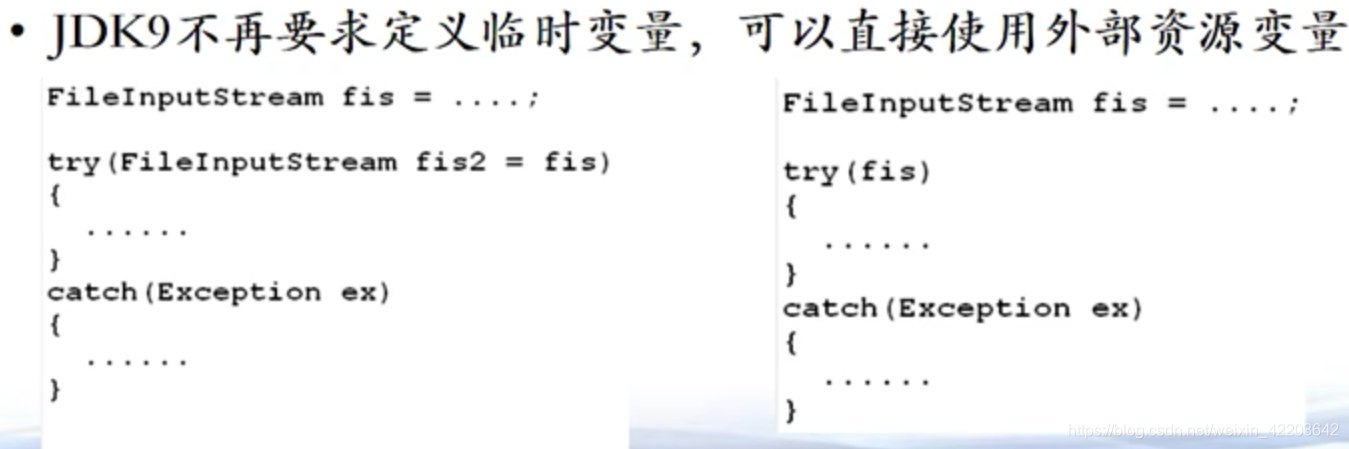 • JDK9不再要求定义临时变量，可以直接使用外部资源变量
FileInputStream fis = ....;
try(FileInputStream fis2 = fis)
{
......
}
catch(Exception ex)
{
......
}
FileInputStream fis = ....;
try(fis)
{
......
}
catch(Exception ex)
{
......
}
https://blog.csdn.net/weixin_42203642